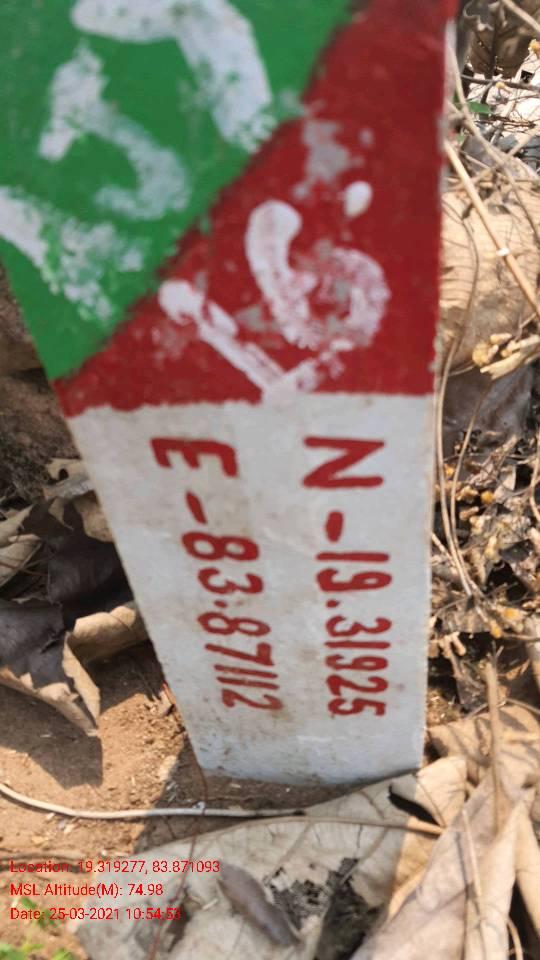 N-19.31925
E-83.87112
Location: 19.319277, 83.871093
MSL Altitude(M): 74.98
Date: 25-03-2021 10:54:53